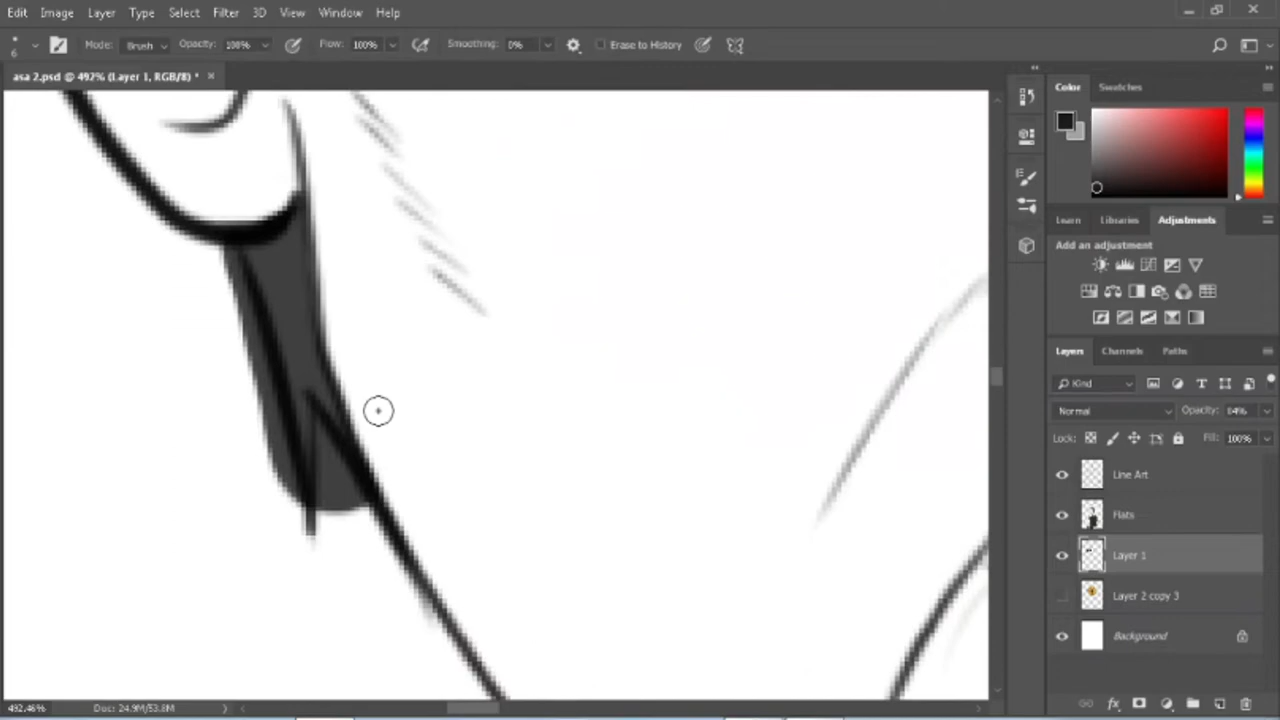 Edit Image Layer Type Select Filter 3D View Window Help
6 Mode: Brush Opacity: 100% Flow: 100% Smoothing: 0% Erase to History
asa 2.psd @ 492% (Layer 1, RGB/8) * ×
Color Swatches
Learn Libraries Adjustments
Add an adjustment
Layers Channels Paths
Kind
Normal Opacity: 84%
Lock: Fill: 100%
Line Art
Flats
Layer 1
Layer 2 copy 3
Background
492.46% Doc: 24.9M/53.8M